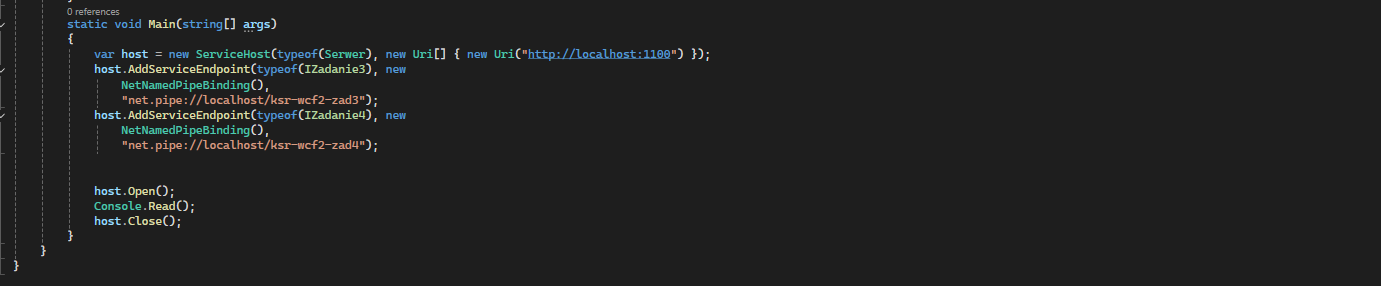 0 references
static void Main(string[] args)
{
var host = new ServiceHost(typeof(Serwer), new Uri[] { new Uri("http://localhost:1100") });
host.AddServiceEndpoint(typeof(IZadanie3), new
NetNamedPipeBinding(),
"net.pipe://localhost/ksr-wcf2-zad3");
host.AddServiceEndpoint(typeof(IZadanie4), new
NetNamedPipeBinding(),
"net.pipe://localhost/ksr-wcf2-zad4");
host.Open();
Console.Read();
host.Close();
}
}
}